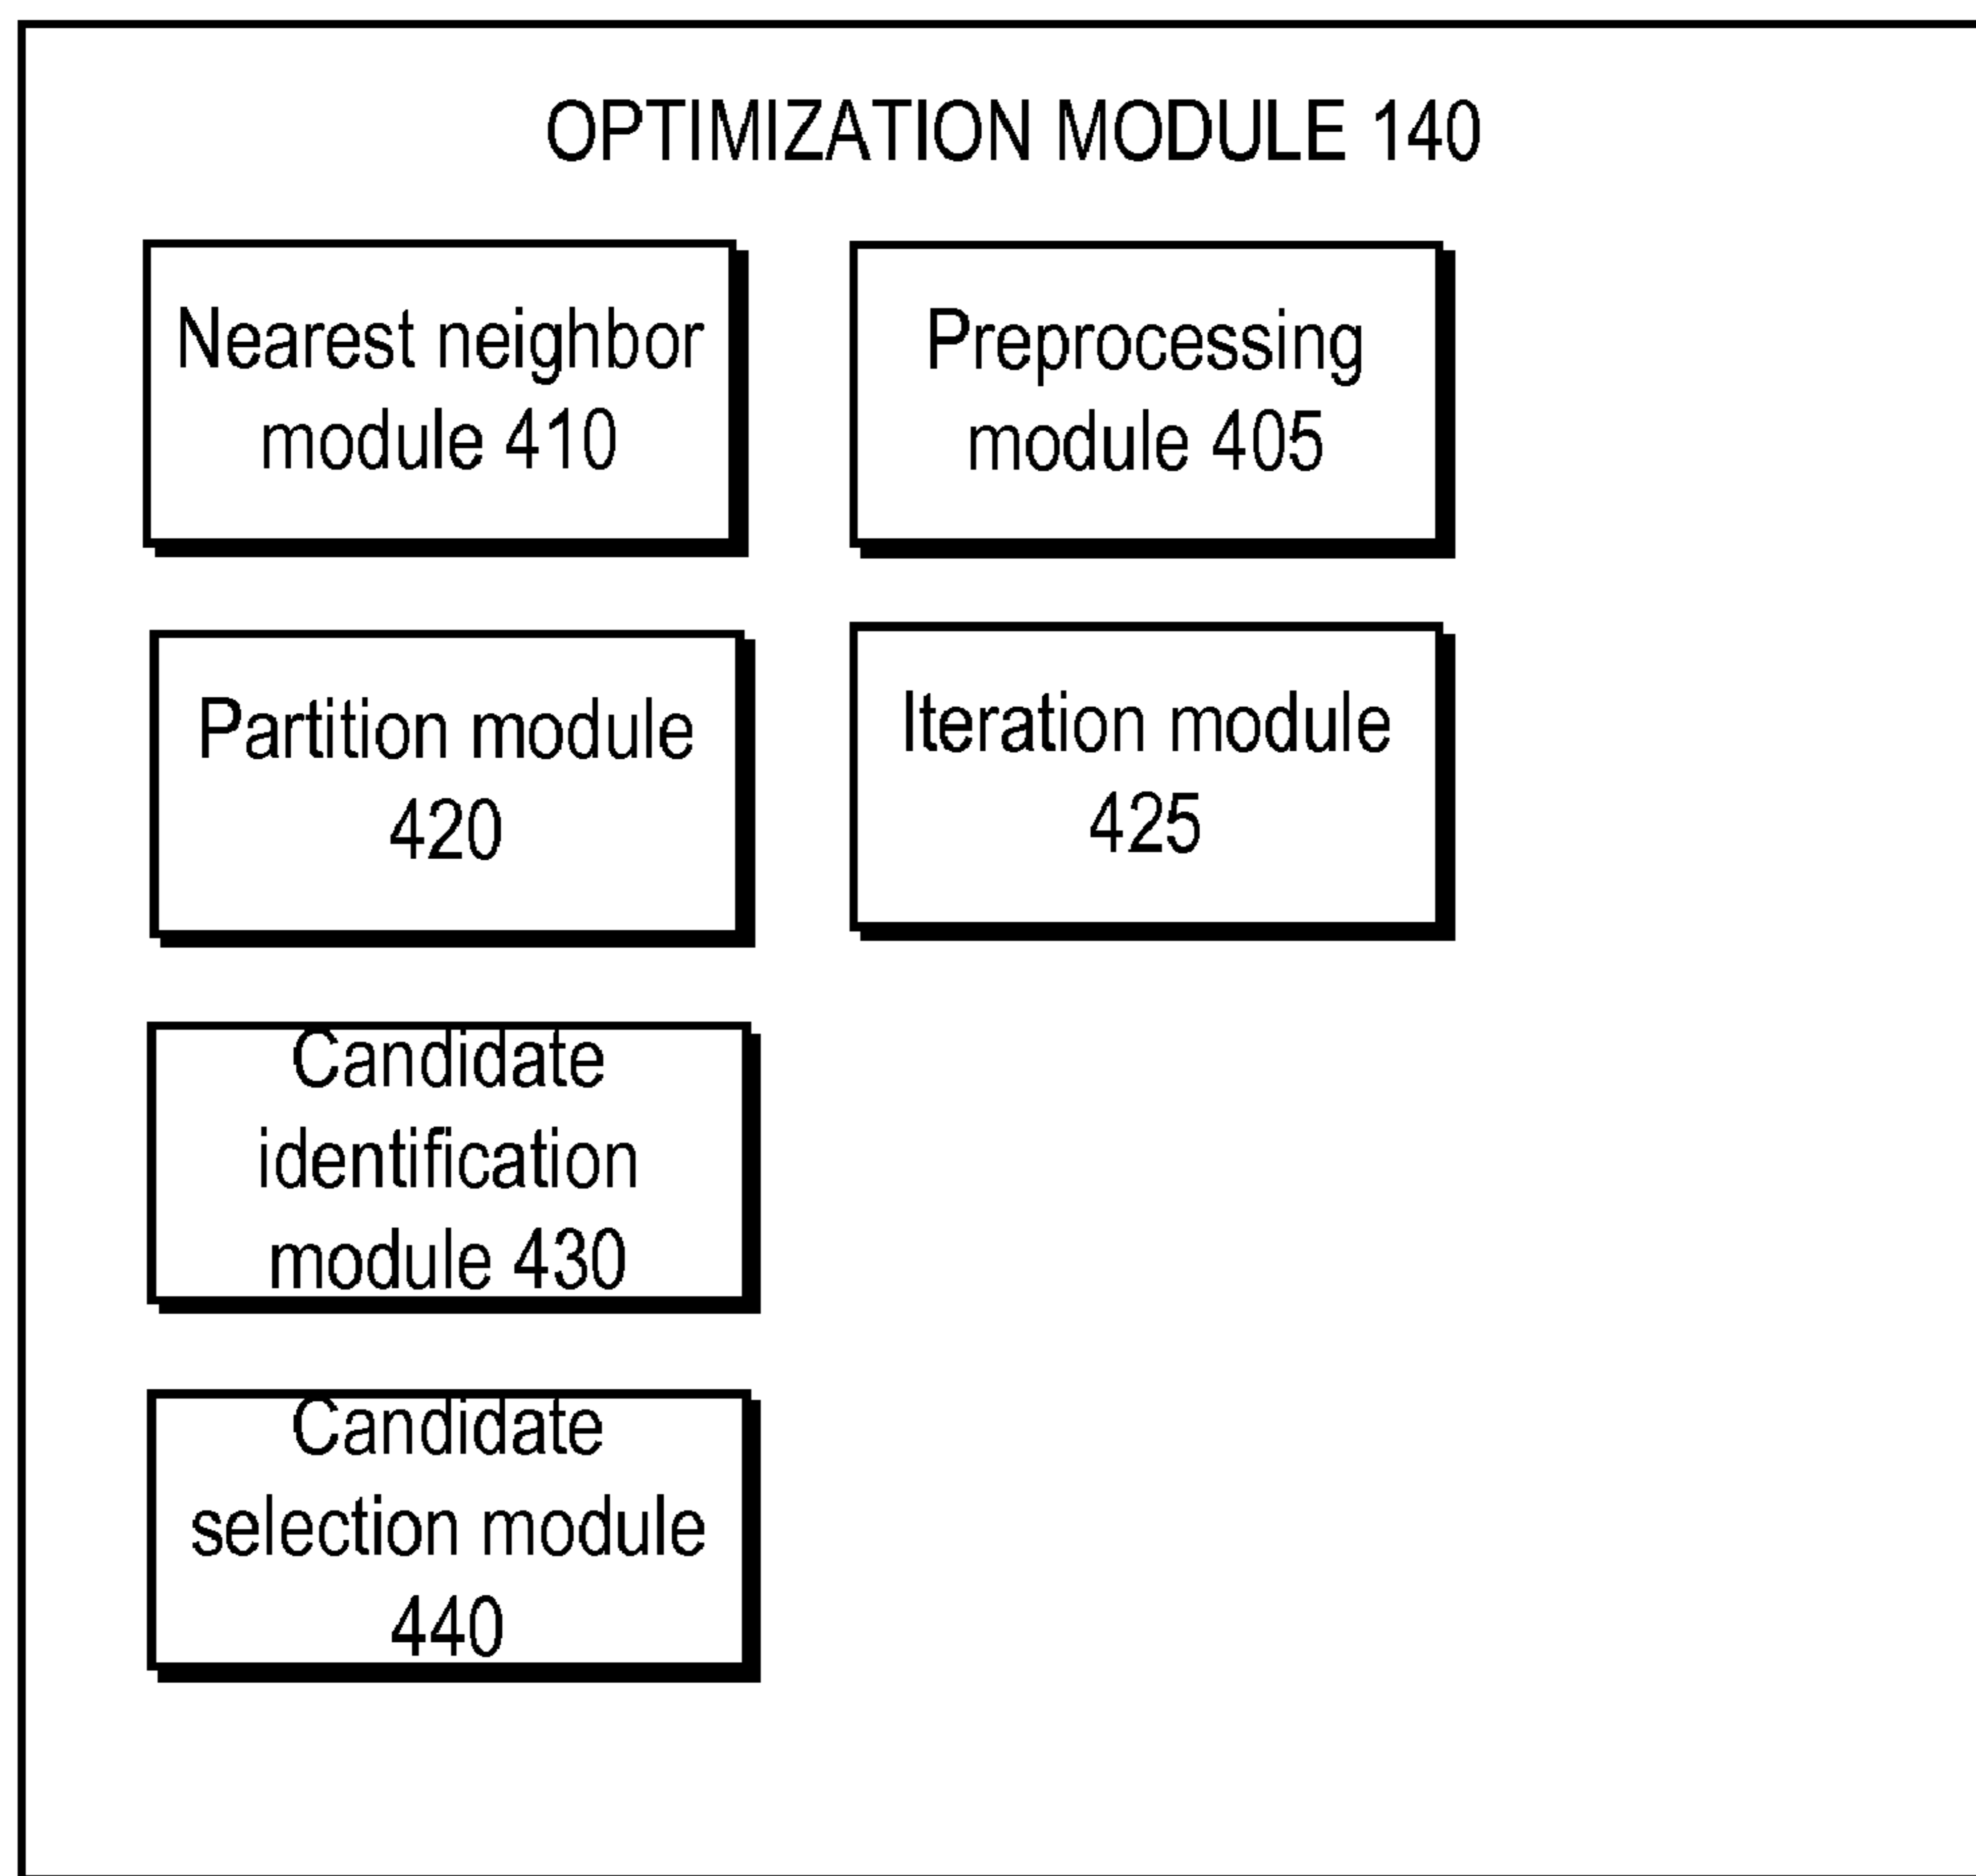 OPTIMIZATION MODULE 140
Nearest neighbor
module 410
Preprocessing
module 405
Partition module
420
Iteration module
425
Candidate
identification
module 430
Candidate
selection module
440